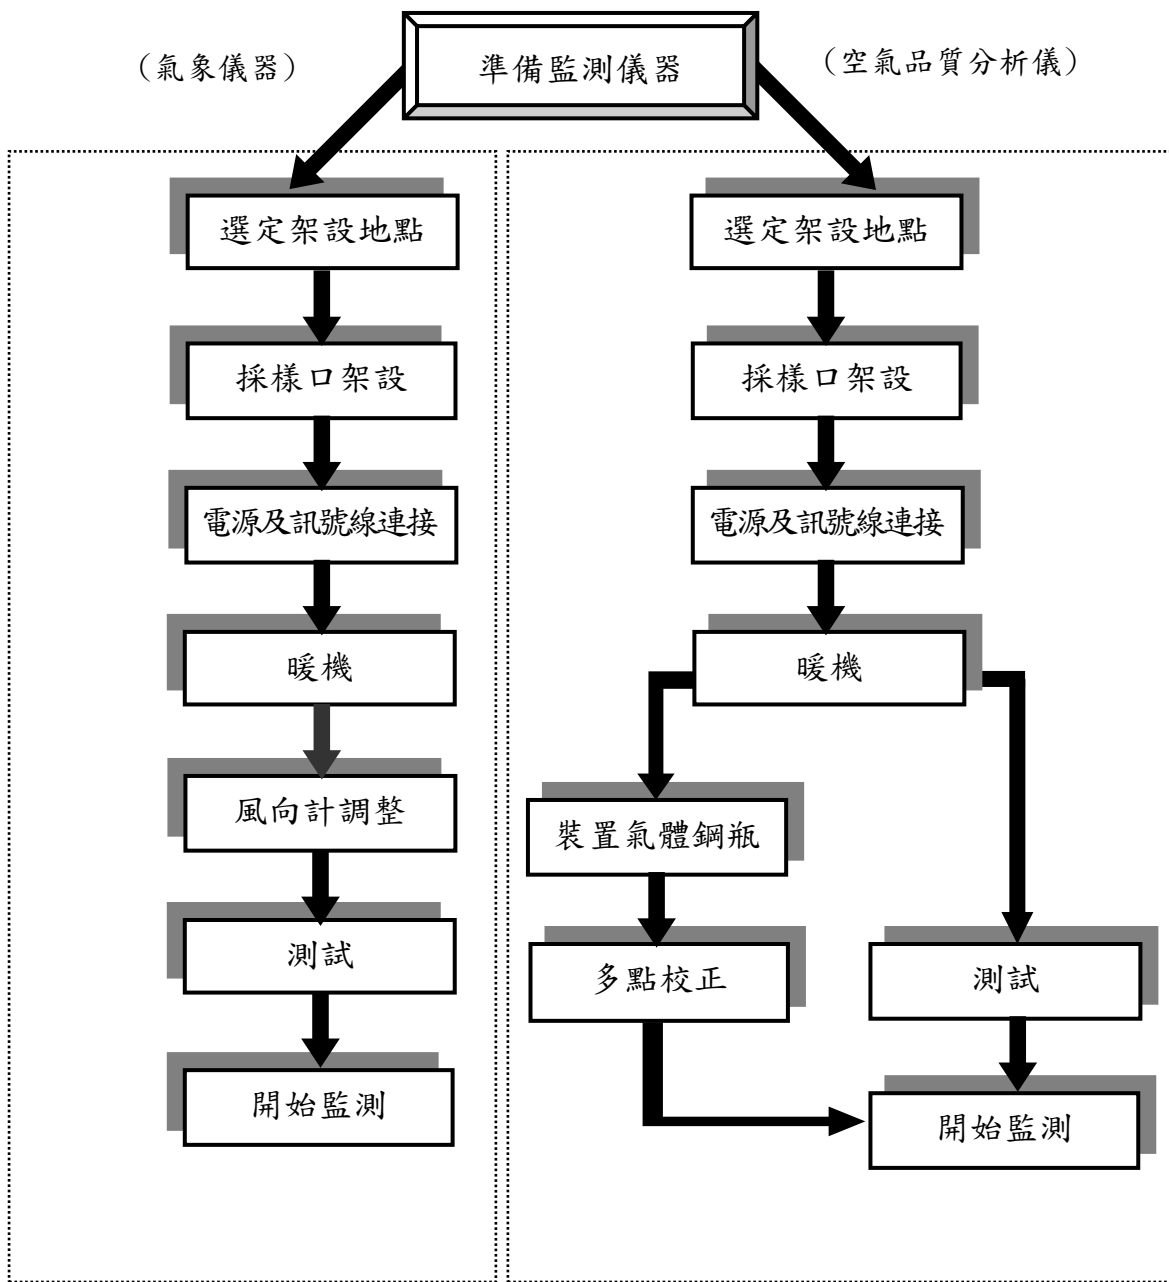 （氣象儀器）
準備監測儀器
（空氣品質分析儀）
選定架設地點
採樣口架設
電源及訊號線連接
暖機
風向計調整
測試
開始監測
選定架設地點
採樣口架設
電源及訊號線連接
暖機
裝置氣體鋼瓶
多點校正
測試
開始監測